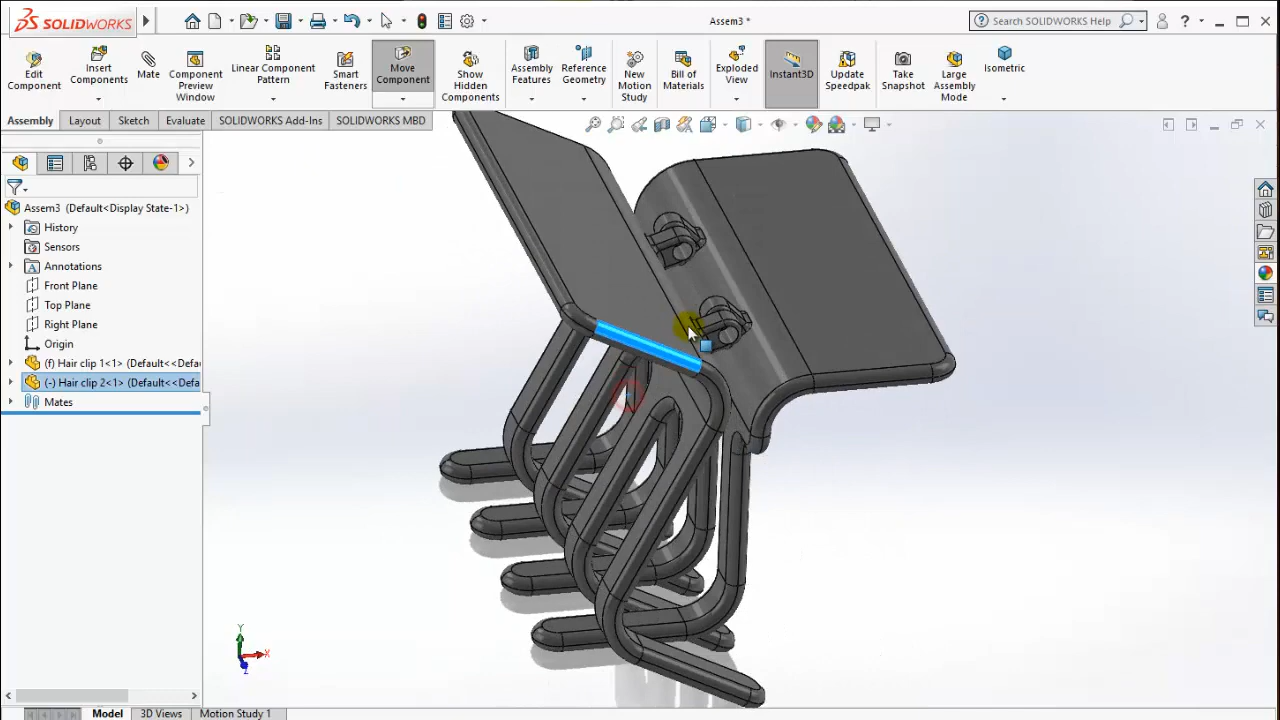 SOLIDWORKS
Assem3 *
Search SOLIDWORKS Help
?
Edit Component
Insert Components
Mate
Component Preview Window
Linear Component Pattern
Smart Fasteners
Move Component
Show Hidden Components
Assembly Features
Reference Geometry
New Motion Study
Bill of Materials
Exploded View
Instant3D
Update Speedpak
Take Snapshot
Large Assembly Mode
Isometric
Assembly
Layout
Sketch
Evaluate
SOLIDWORKS Add-Ins
SOLIDWORKS MBD
Assem3 (Default<Display State-1>)
History
Sensors
Annotations
Front Plane
Top Plane
Right Plane
Origin
(f) Hair clip 1<1> (Default<<Defau
(-) Hair clip 2<1> (Default<<Defa
Mates
Y
X
Z
Model
3D Views
Motion Study 1